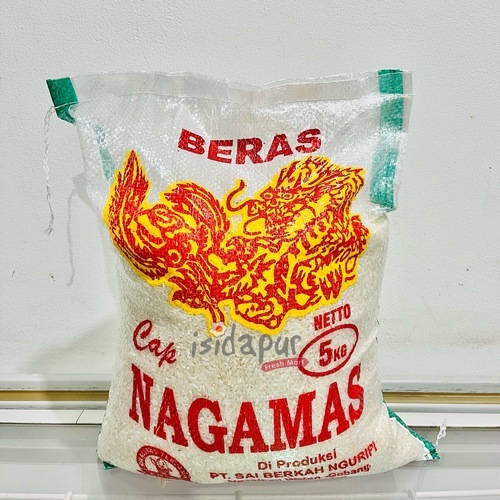 BERAS
NETTO
5KG
Cap
isidapur
Fresh Mart
NAGAMAS
Di Produksi
PT. SAI BERKAH NGURIPI